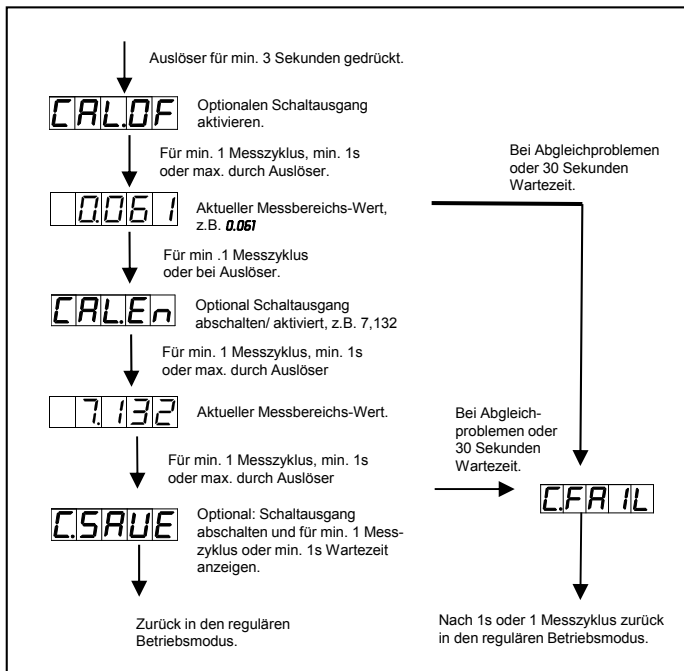 Auslöser für min. 3 Sekunden gedrückt.
CAL.OF
Optionalen Schaltausgang
aktivieren.
Für min. 1 Messzyklus, min. 1s
oder max. durch Auslöser.
0.061
Aktueller Messbereichs-Wert,
z.B. 0.061
Für min .1 Messzyklus
oder bei Auslöser.
CAL.En
Optional Schaltausgang
abschalten/ aktiviert, z.B. 7,132
Für min. 1 Messzyklus, min. 1s
oder max. durch Auslöser
7.132
Aktueller Messbereichs-Wert.
Für min. 1 Messzyklus, min. 1s
oder max. durch Auslöser
C.SAVE
Optional: Schaltausgang
abschalten und für min. 1 Mess-
zyklus oder min. 1s Wartezeit
anzeigen.
Zurück in den regulären
Betriebsmodus.
Bei Abgleichproblemen
oder 30 Sekunden
Wartezeit.
Bei Abgleich-
problemen oder
30 Sekunden
Wartezeit.
C.FAIL
Nach 1s oder 1 Messzyklus zurück
in den regulären Betriebsmodus.